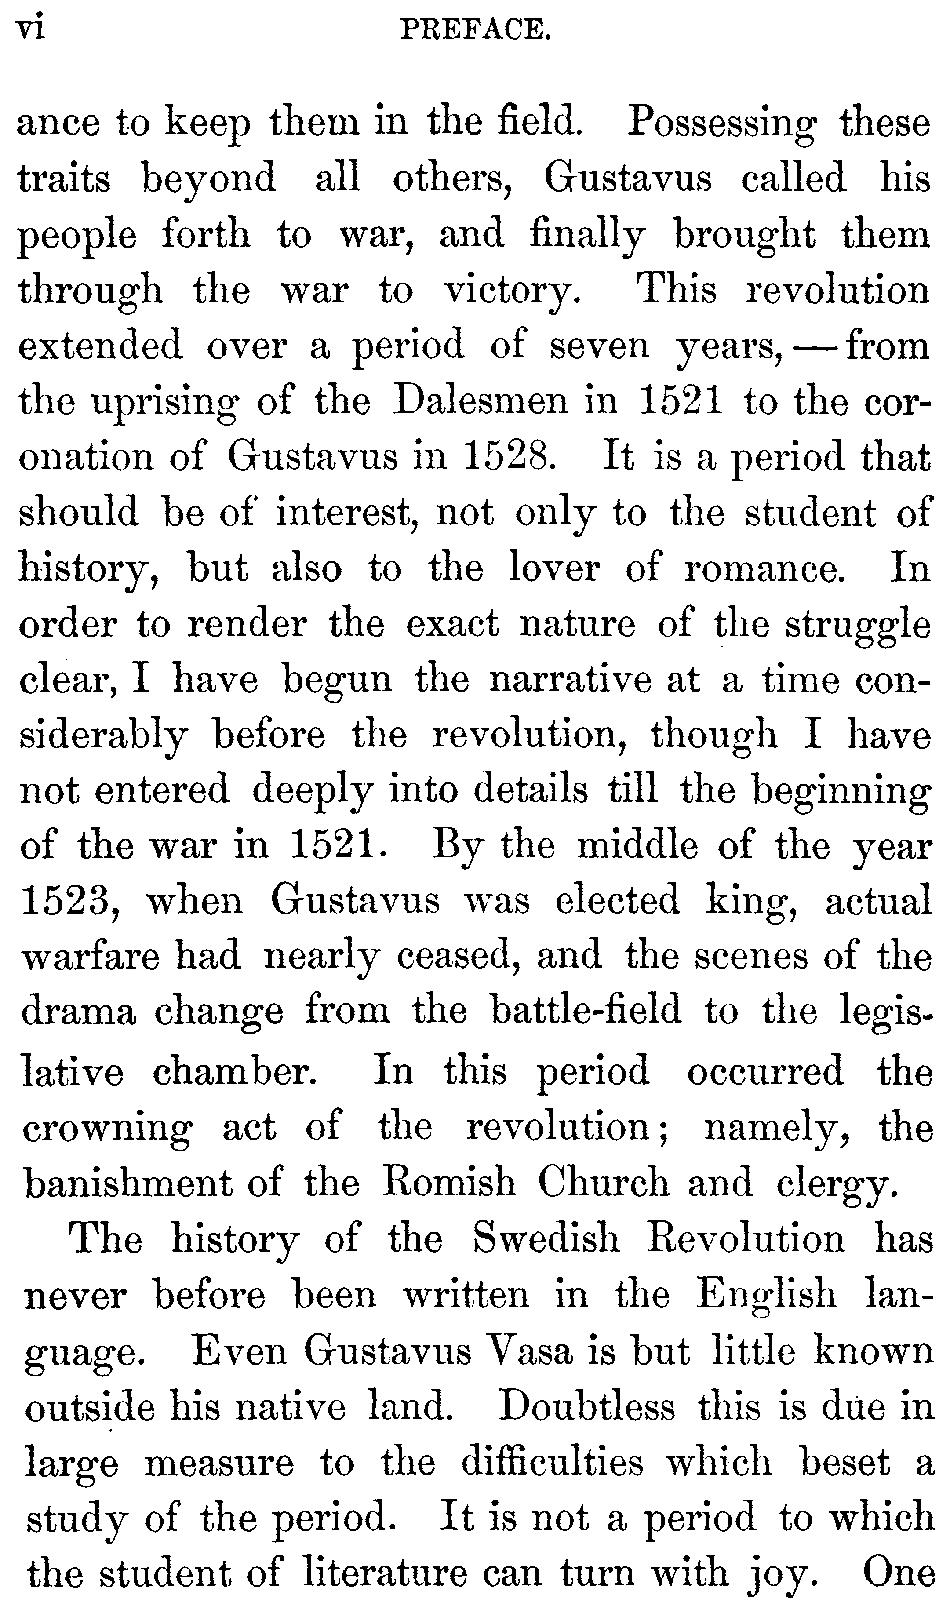 vi PREFACE.
ance to keep them in the field. Possessing these
traits beyond all others, Gustavus called his
people forth to war, and finally brought them
through the war to victory. This revolution
extended over a period of seven years, — from
the uprising of the Dalesmen in 1521 to the cor-
onation of Gustavus in 1528. It is a period that
should be of interest, not only to the student of
history, but also to the lover of romance. In
order to render the exact nature of the struggle
clear, I have begun the narrative at a time con-
siderably before the revolution, though I have
not entered deeply into details till the beginning
of the war in 1521. By the middle of the year
1523, when Gustavus was elected king, actual
warfare had nearly ceased, and the scenes of the
drama change from the battle-field to the legis-
lative chamber. In this period occurred the
crowning act of the revolution; namely, the
banishment of the Romish Church and clergy.
The history of the Swedish Revolution has
never before been written in the English lan-
guage. Even Gustavus Vasa is but little known
outside his native land. Doubtless this is due in
large measure to the difficulties which beset a
study of the period. It is not a period to which
the student of literature can turn with joy. One